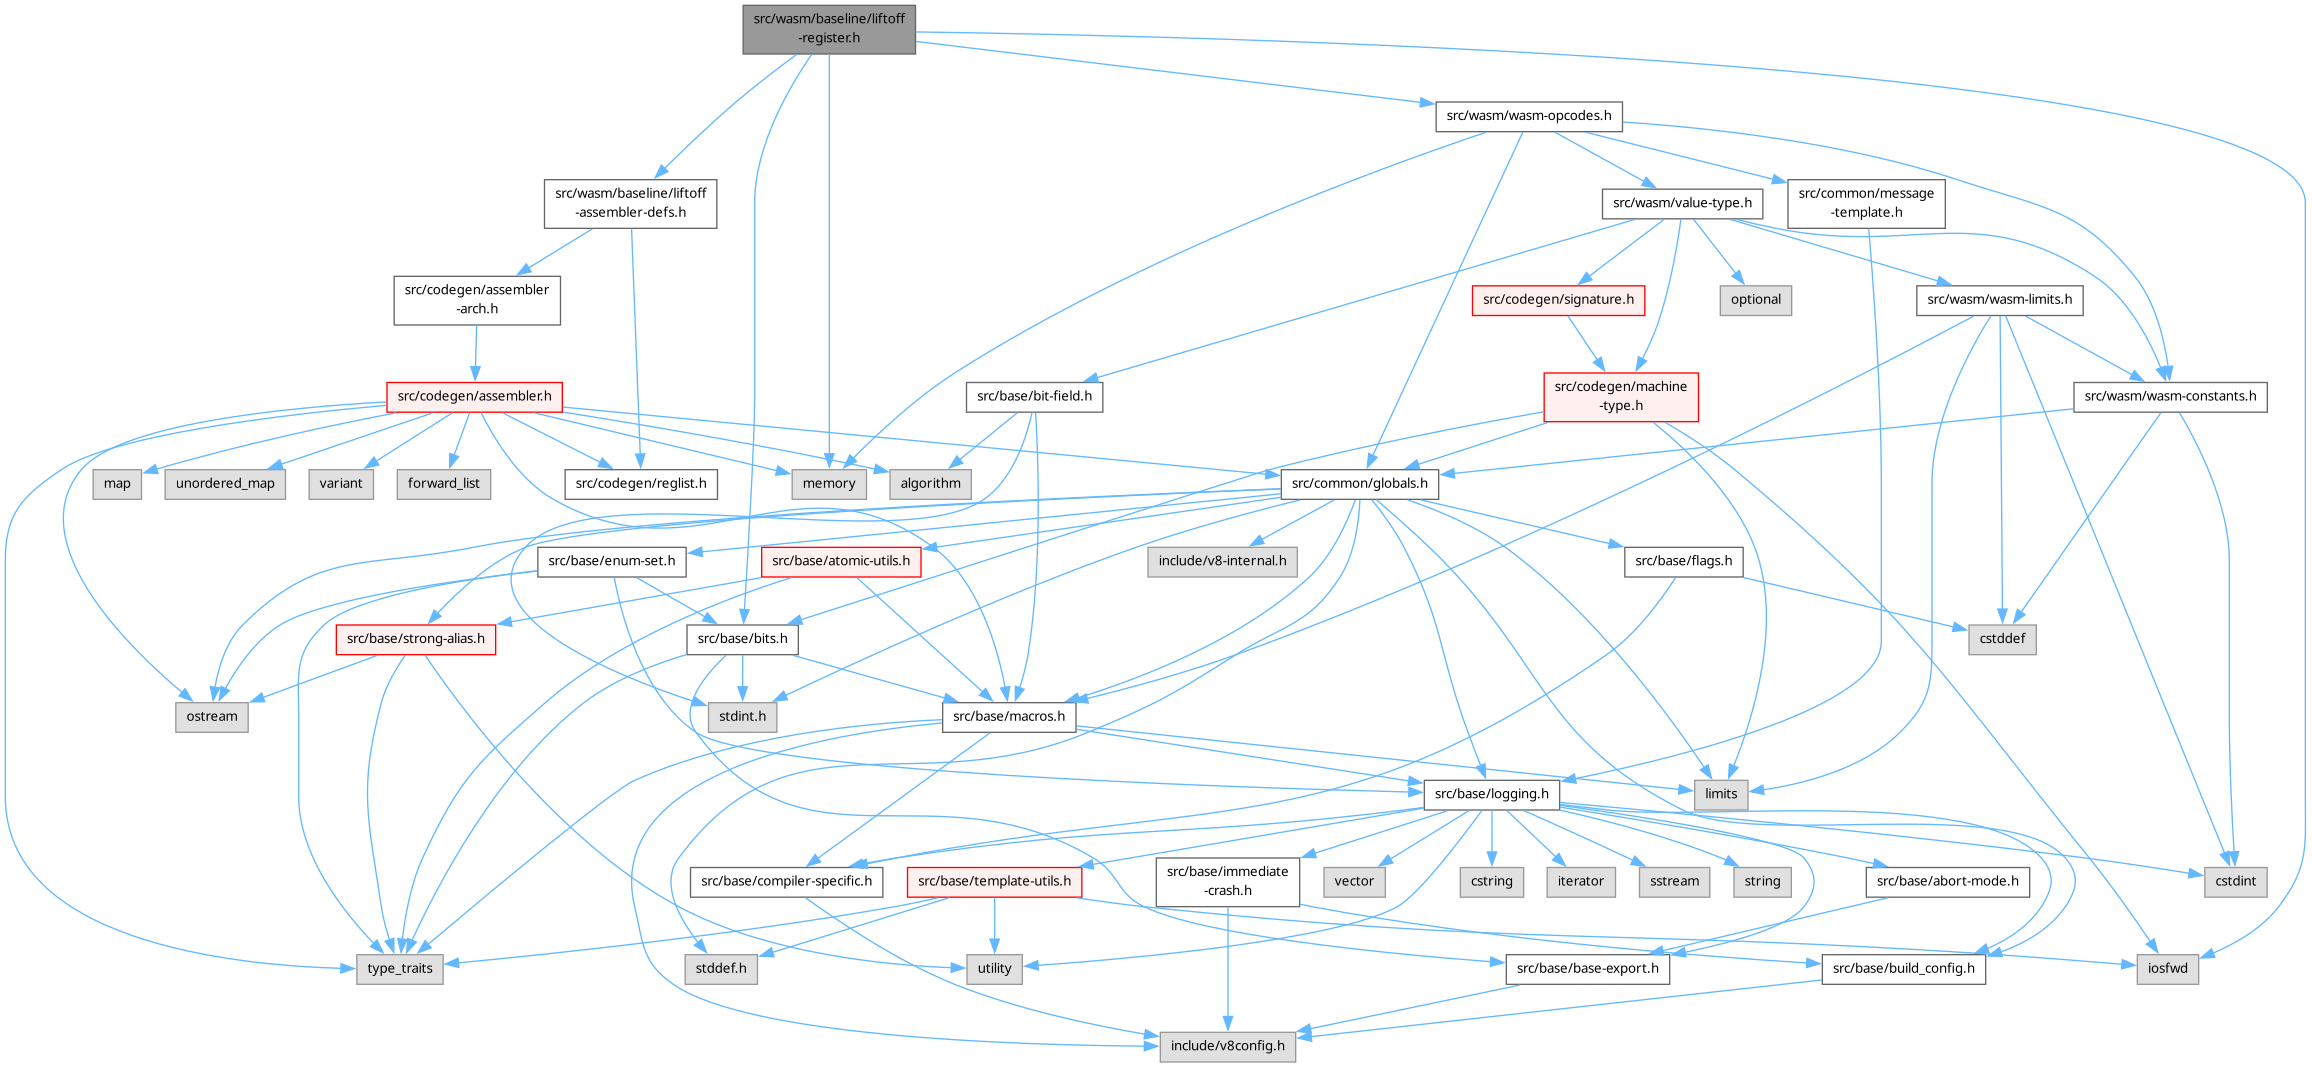 src/wasm/baseline/liftoff
-register.h
src/wasm/wasm-opcodes.h
src/wasm/baseline/liftoff
-assembler-defs.h
src/wasm/value-type.h
src/common/message
-template.h
src/codegen/assembler
-arch.h
src/codegen/signature.h
optional
src/wasm/wasm-limits.h
src/codegen/assembler.h
src/base/bit-field.h
src/codegen/machine
-type.h
src/wasm/wasm-constants.h
map
unordered_map
variant
forward_list
src/codegen/reglist.h
memory
algorithm
src/common/globals.h
src/base/enum-set.h
src/base/atomic-utils.h
include/v8-internal.h
src/base/flags.h
src/base/strong-alias.h
src/base/bits.h
cstddef
ostream
stdint.h
src/base/macros.h
src/base/logging.h
limits
src/base/compiler-specific.h
src/base/template-utils.h
src/base/immediate
-crash.h
vector
cstring
iterator
sstream
string
src/base/abort-mode.h
cstdint
type_traits
stddef.h
utility
src/base/base-export.h
src/base/build_config.h
iosfwd
include/v8config.h